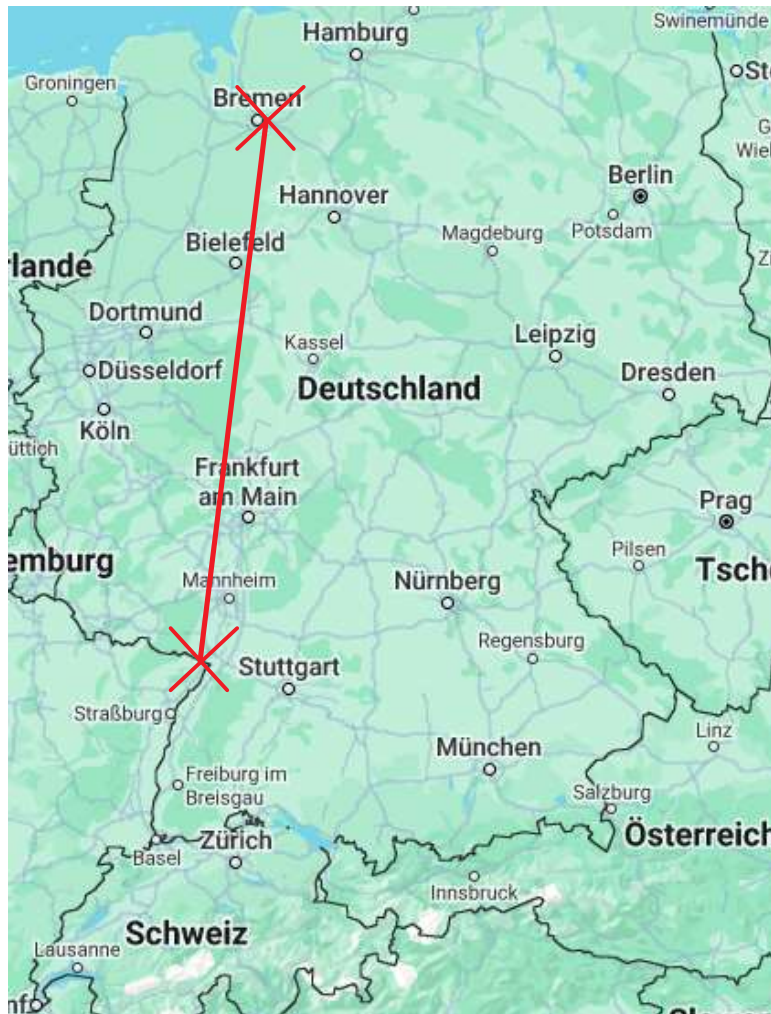 Swinemünde
Hamburg
Groningen
Bremen
Berlin
Hannover
Potsdam
Magdeburg
Bielefeld
rlande
Dortmund
Leipzig
Kassel
Düsseldorf
Deutschland
Dresden
Köln
üttich
Frankfurt
am Main
Prag
emburg
Pilsen
Tsche
Mannheim
Nürnberg
Regensburg
Stuttgart
Straßburg
Linz
München
Freiburg im
Breisgau
Salzburg
Österreich
Zürich
Basel
Innsbruck
Schweiz
Lausanne